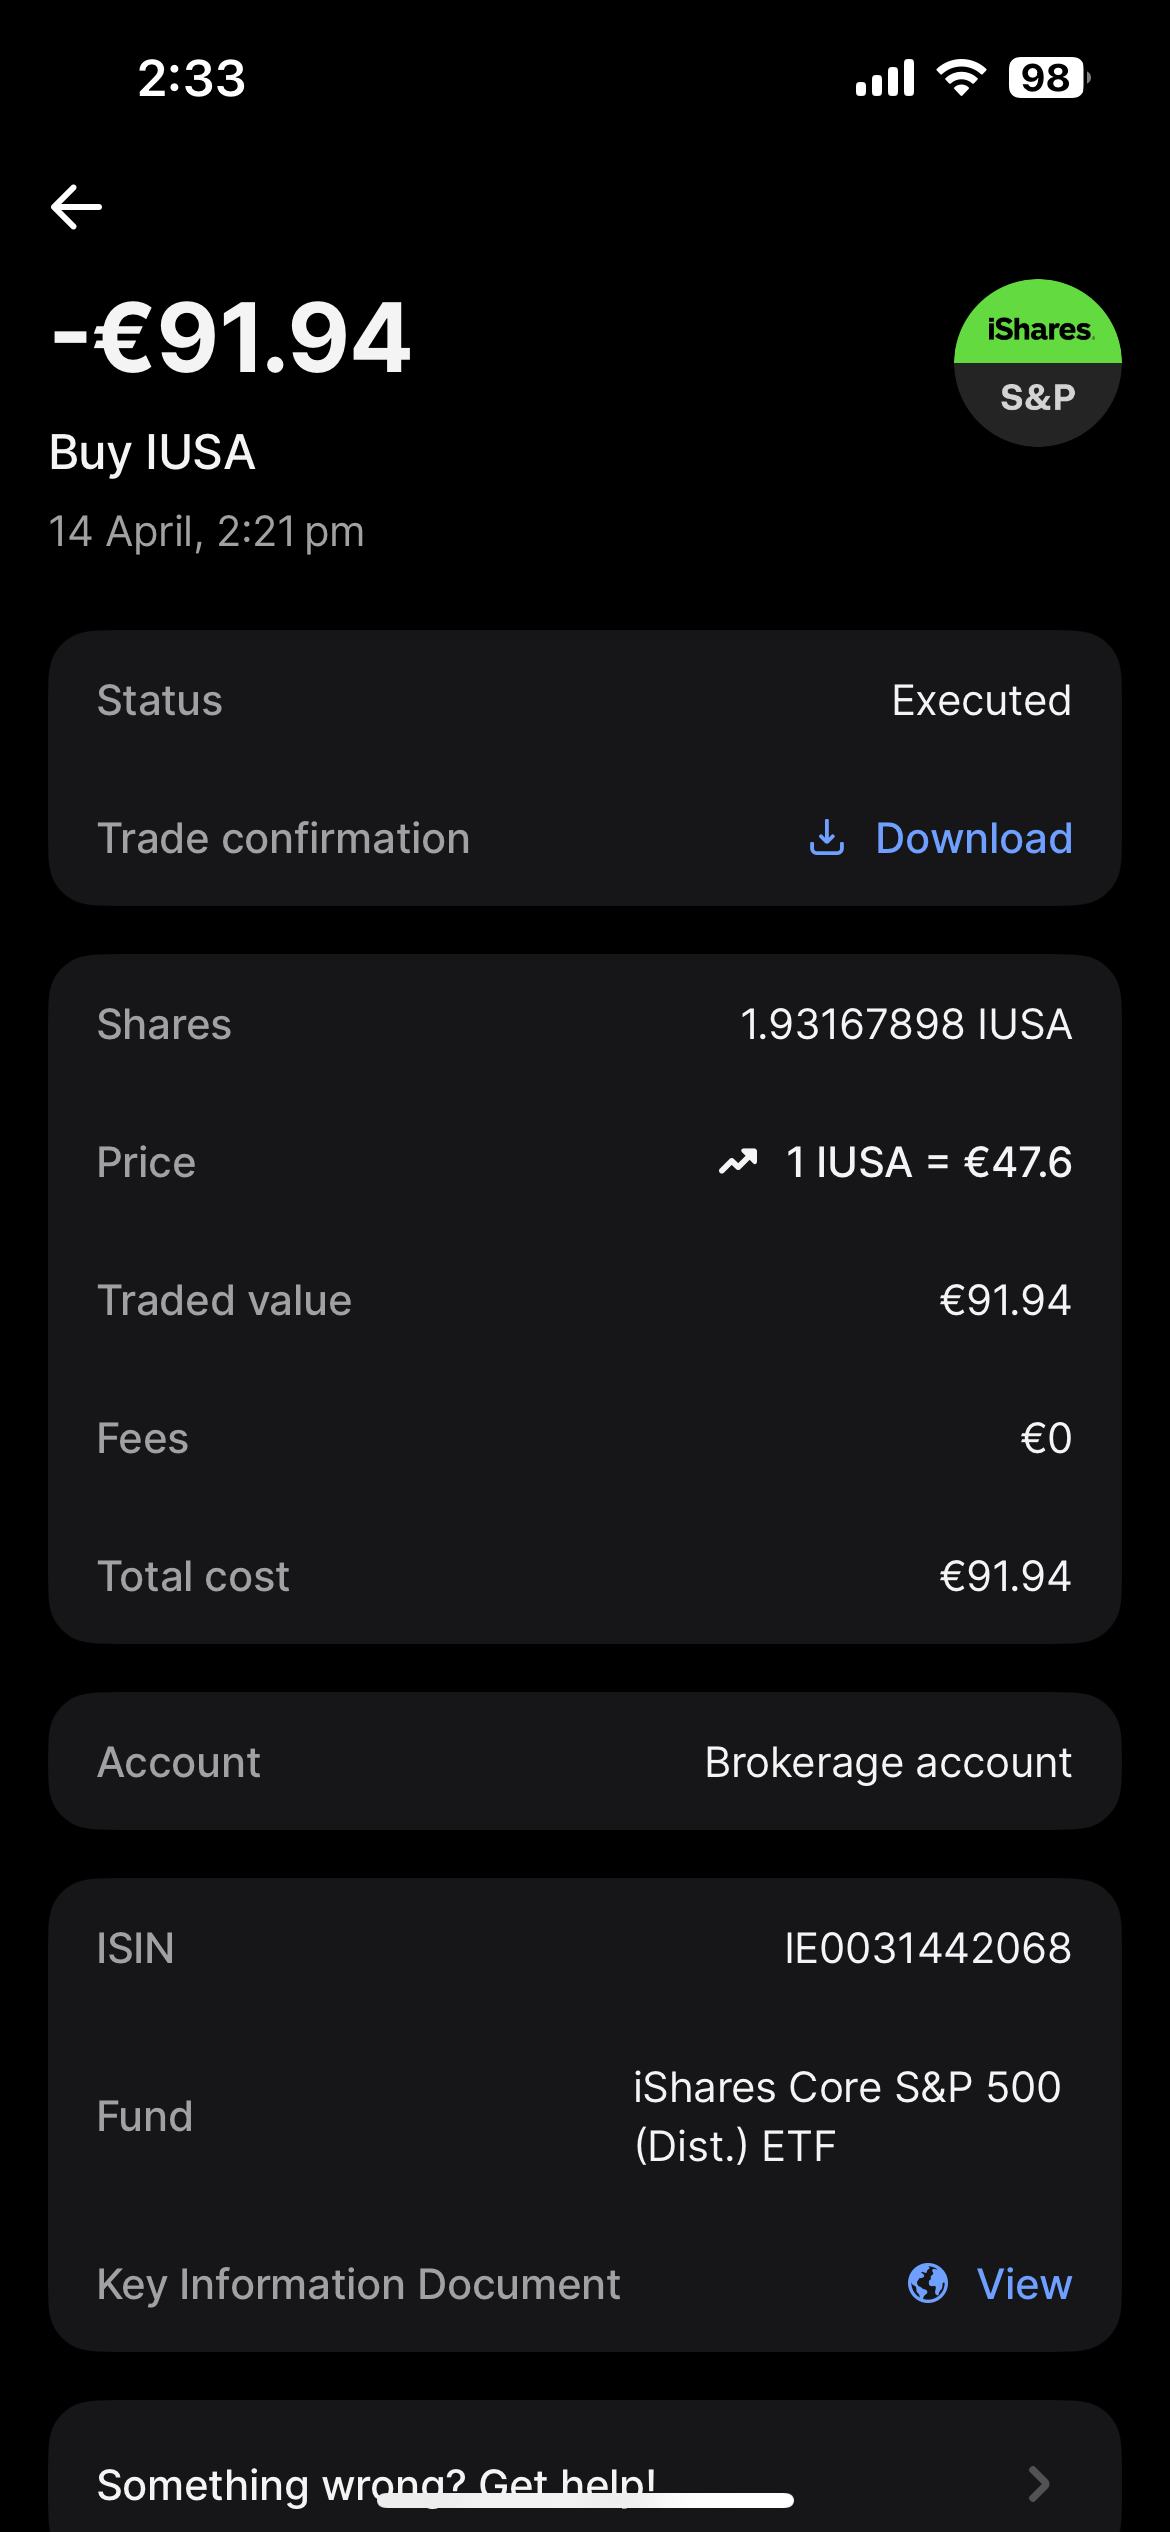 2:33
98
-€91.94
iShares.
S&P
Buy IUSA
14 April, 2:21 pm
Status Executed
Trade confirmation Download
Shares 1.93167898 IUSA
Price 1 IUSA = €47.6
Traded value €91.94
Fees €0
Total cost €91.94
Account Brokerage account
ISIN IE0031442068
Fund iShares Core S&P 500
(Dist.) ETF
Key Information Document View
Something wrong? Get help!